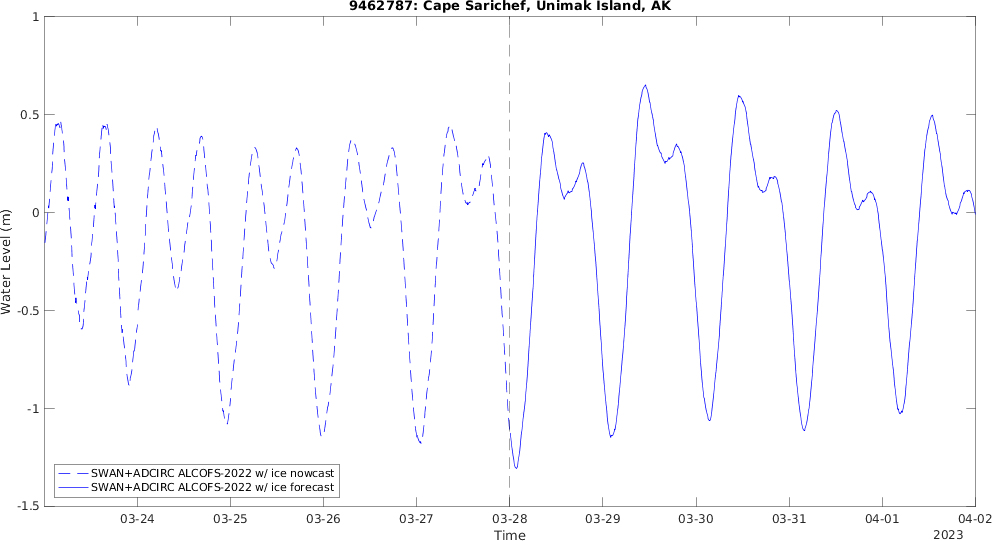 9462787: Cape Sarichef, Unimak Island, AK
1
0.5
0
-0.5
-1
-1.5
Water Level (m)
SWAN+ADCIRC ALCOFS-2022 w/ ice nowcast
SWAN+ADCIRC ALCOFS-2022 w/ ice forecast
03-24 03-25 03-26 03-27 03-28 03-29 03-30 03-31 04-01 04-02
Time
2023